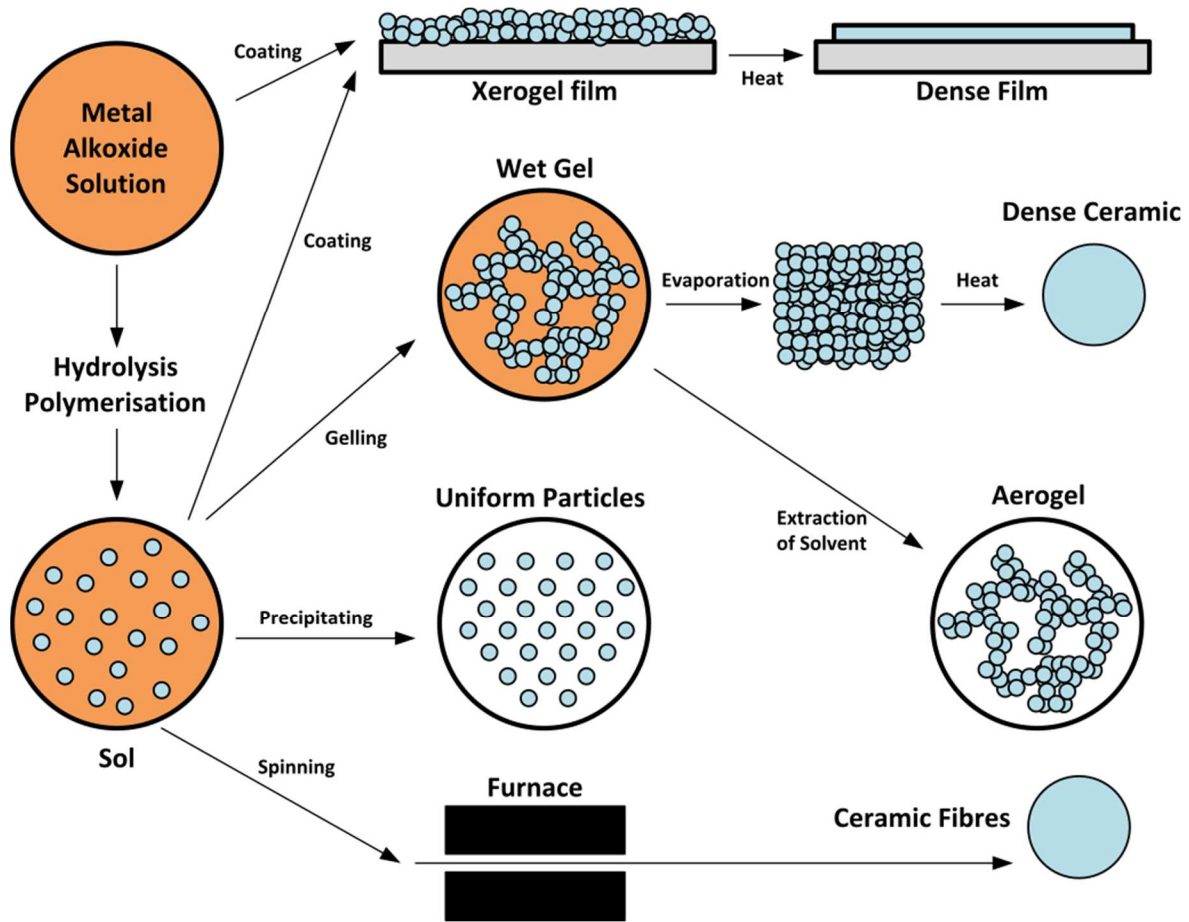 Coating
Xerogel film
Heat
Dense Film
Metal
Alkoxide
Solution
Coating
Wet Gel
Evaporation
Heat
Dense Ceramic
Hydrolysis
Polymerisation
Gelling
Extraction
of Solvent
Aerogel
Sol
Precipitating
Uniform Particles
Spinning
Furnace
Ceramic Fibres